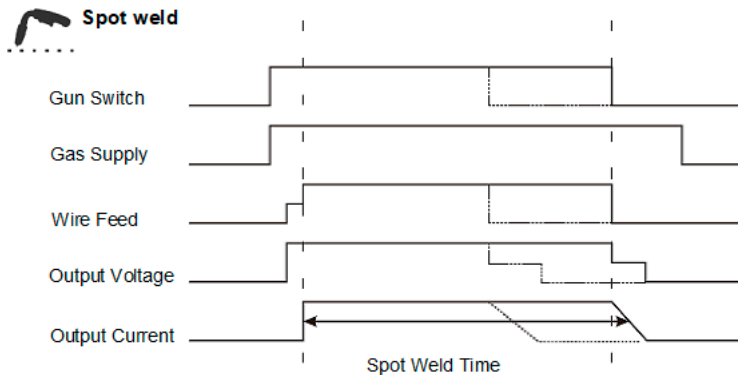 Spot weld
Gun Switch
Gas Supply
Wire Feed
Output Voltage
Output Current
Spot Weld Time